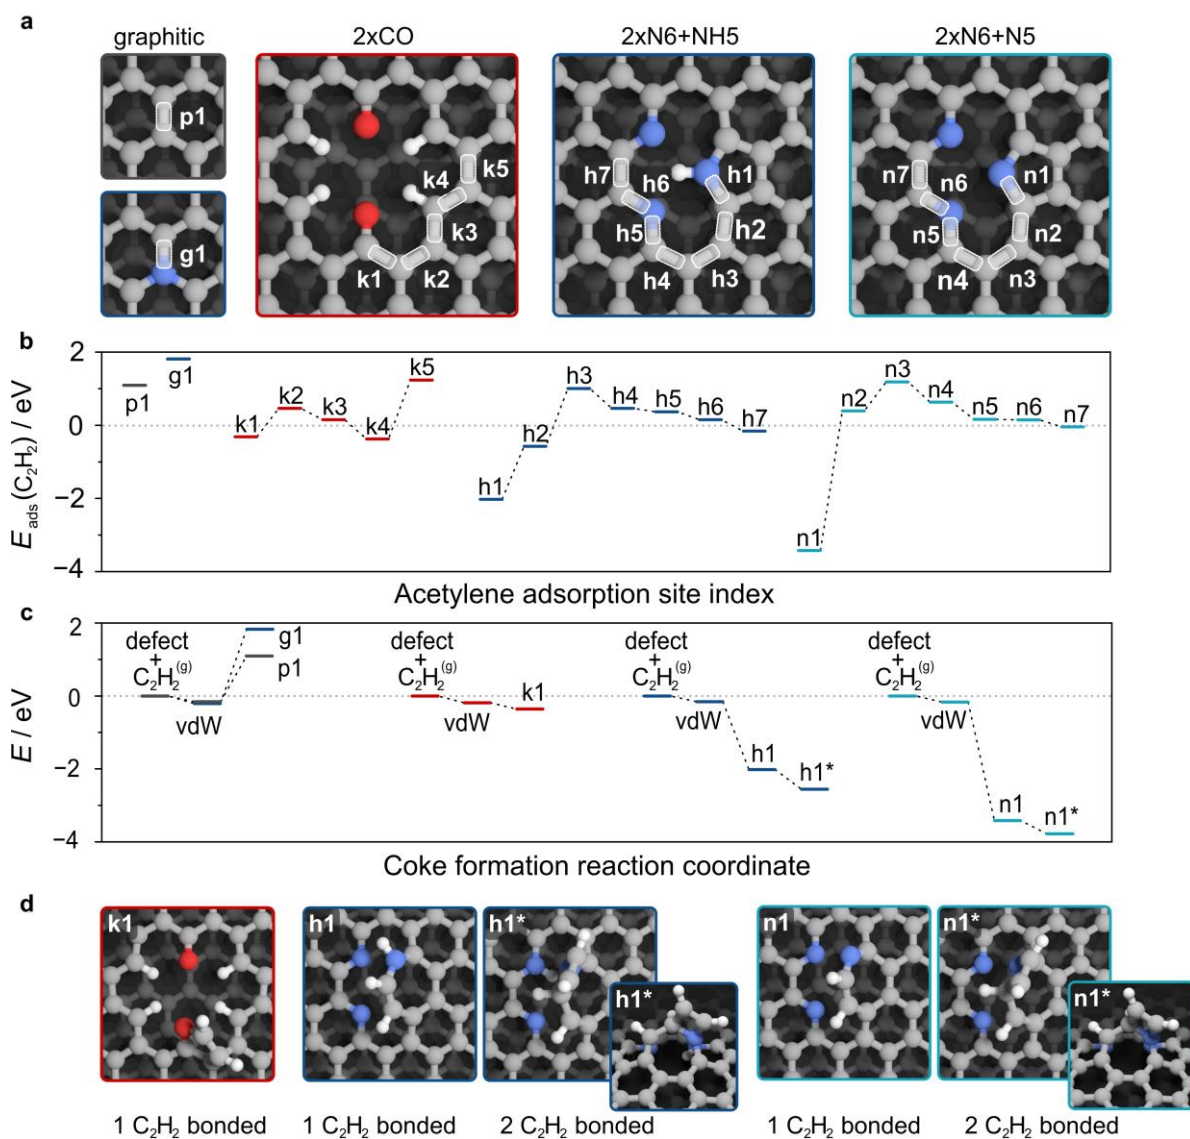 a
graphitic
2xCO
2xN6+NH5
2xN6+N5
p1
g1
k5
k4
k3
k1
k2
h7
h6
h1
h5
h2
h4
h3
n7
n6
n1
n5
n2
n4
n3
b
E_ads (C₂H₂) / eV
2
0
−2
−4
p1
g1
k1
k2
k3
k4
k5
h1
h2
h3
h4
h5
h6
h7
n1
n2
n3
n4
n5
n6
n7
Acetylene adsorption site index
c
E / eV
2
0
−2
−4
defect
+
C₂H₂(g)
vdW
g1
p1
defect
+
C₂H₂(g)
vdW
k1
defect
+
C₂H₂(g)
vdW
h1
h1*
defect
+
C₂H₂(g)
vdW
n1
n1*
Coke formation reaction coordinate
d
k1
h1
h1*
h1*
n1
n1*
n1*
1 C₂H₂ bonded
1 C₂H₂ bonded
2 C₂H₂ bonded
1 C₂H₂ bonded
2 C₂H₂ bonded